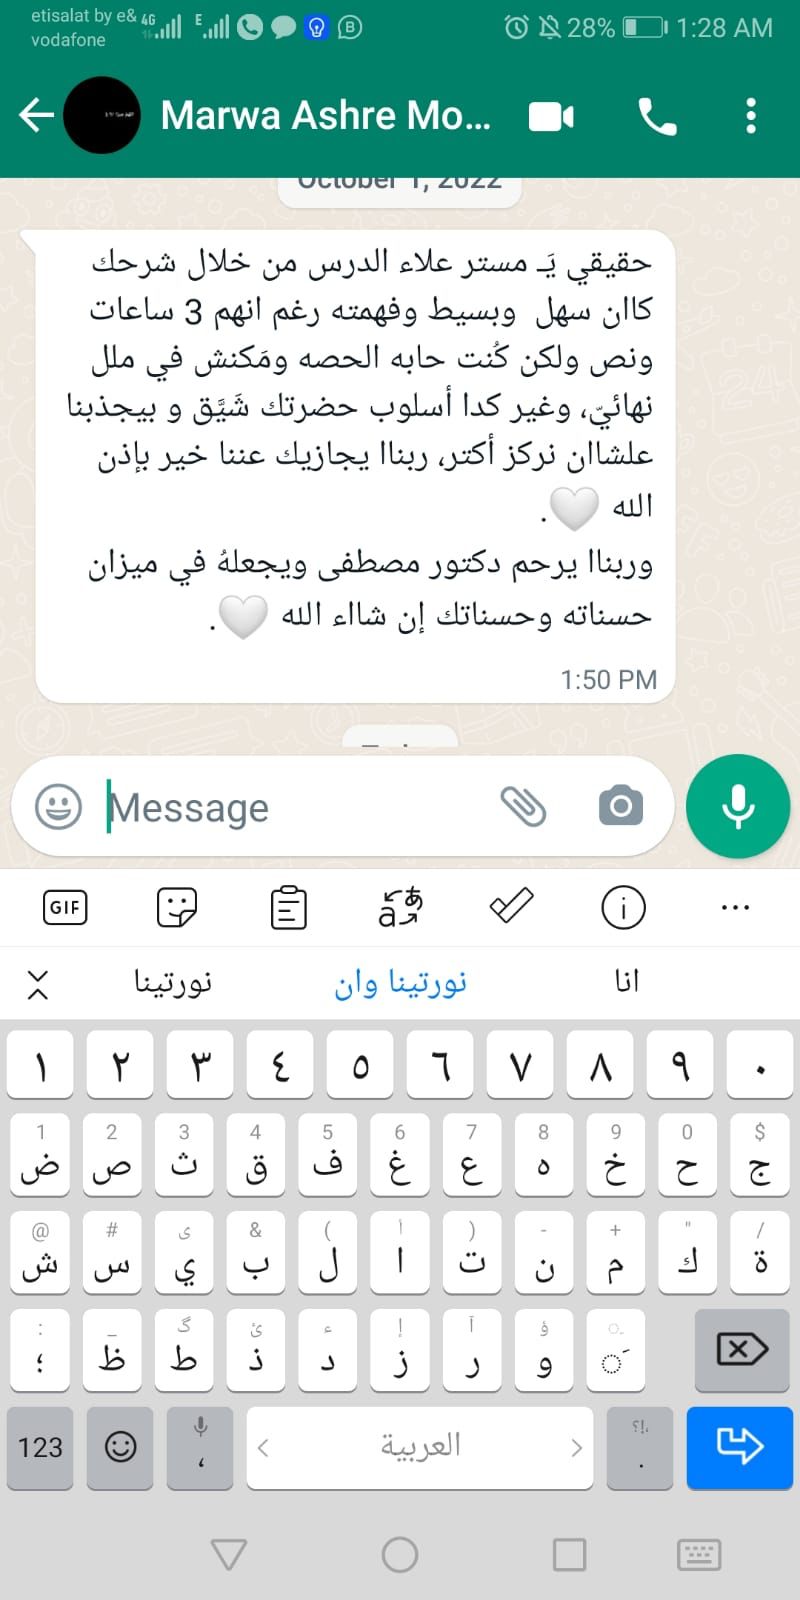 etisalat by e&
vodafone
4G
E
28%
1:28 AM
Marwa Ashre Mo...
October 1, 2022
حقيقي يَـ مستر علاء الدرس من خلال شرحك
كاان سهل وبسيط وفهمته رغم انهم 3 ساعات
ونص ولكن كُنت حابه الحصه ومَكنش في ملل
نهائيّ، وغير كدا أسلوب حضرتك شَيَّق و بيجذبنا
علشاان نركز أكتر، ربناا يجازيك عننا خير بإذن
الله 🤍.
وربناا يرحم دكتور مصطفى ويجعلهُ في ميزان
حسناته وحسناتك إن شااء الله 🤍.
1:50 PM
Message
GIF
نورتينا
نورتينا وان
انا
١ ٢ ٣ ٤ ٥ ٦ ٧ ٨ ٩ ٠
1 2 3 4 5 6 7 8 9 0 $
ض ص ث ق ف غ ع ه خ ح ج
@ # ى & ( أ ) - + " /
ش س ي ب ل ا ت ن م ك ة
: _ گ ئ ء إ آ ؤ
؛ ظ ط ذ د ز ر و
123
،
العربية
؟!،
.